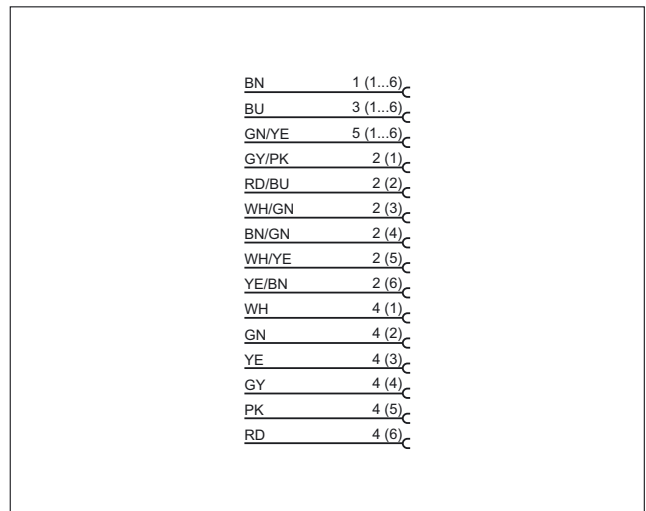 BN 1 (1...6)
BU 3 (1...6)
GN/YE 5 (1...6)
GY/PK 2 (1)
RD/BU 2 (2)
WH/GN 2 (3)
BN/GN 2 (4)
WH/YE 2 (5)
YE/BN 2 (6)
WH 4 (1)
GN 4 (2)
YE 4 (3)
GY 4 (4)
PK 4 (5)
RD 4 (6)